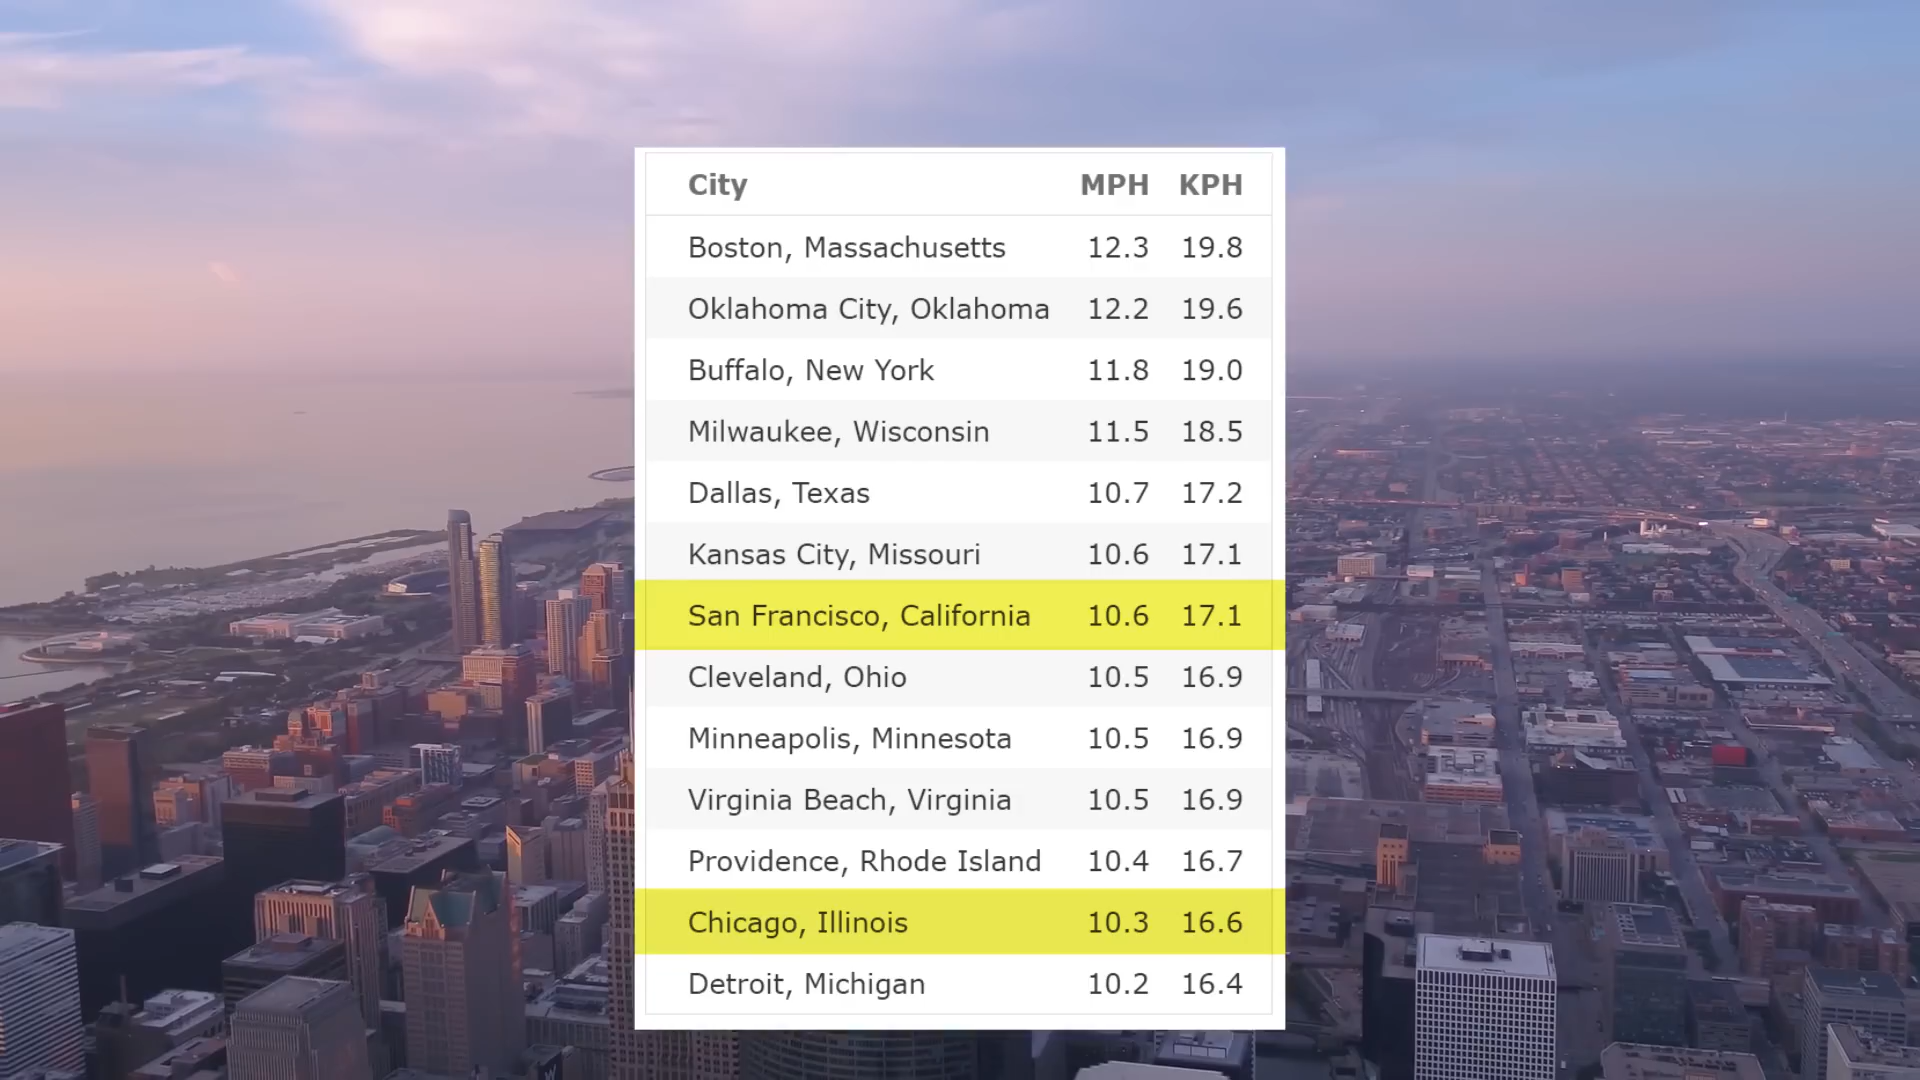 City MPH KPH
Boston, Massachusetts 12.3 19.8
Oklahoma City, Oklahoma 12.2 19.6
Buffalo, New York 11.8 19.0
Milwaukee, Wisconsin 11.5 18.5
Dallas, Texas 10.7 17.2
Kansas City, Missouri 10.6 17.1
San Francisco, California 10.6 17.1
Cleveland, Ohio 10.5 16.9
Minneapolis, Minnesota 10.5 16.9
Virginia Beach, Virginia 10.5 16.9
Providence, Rhode Island 10.4 16.7
Chicago, Illinois 10.3 16.6
Detroit, Michigan 10.2 16.4